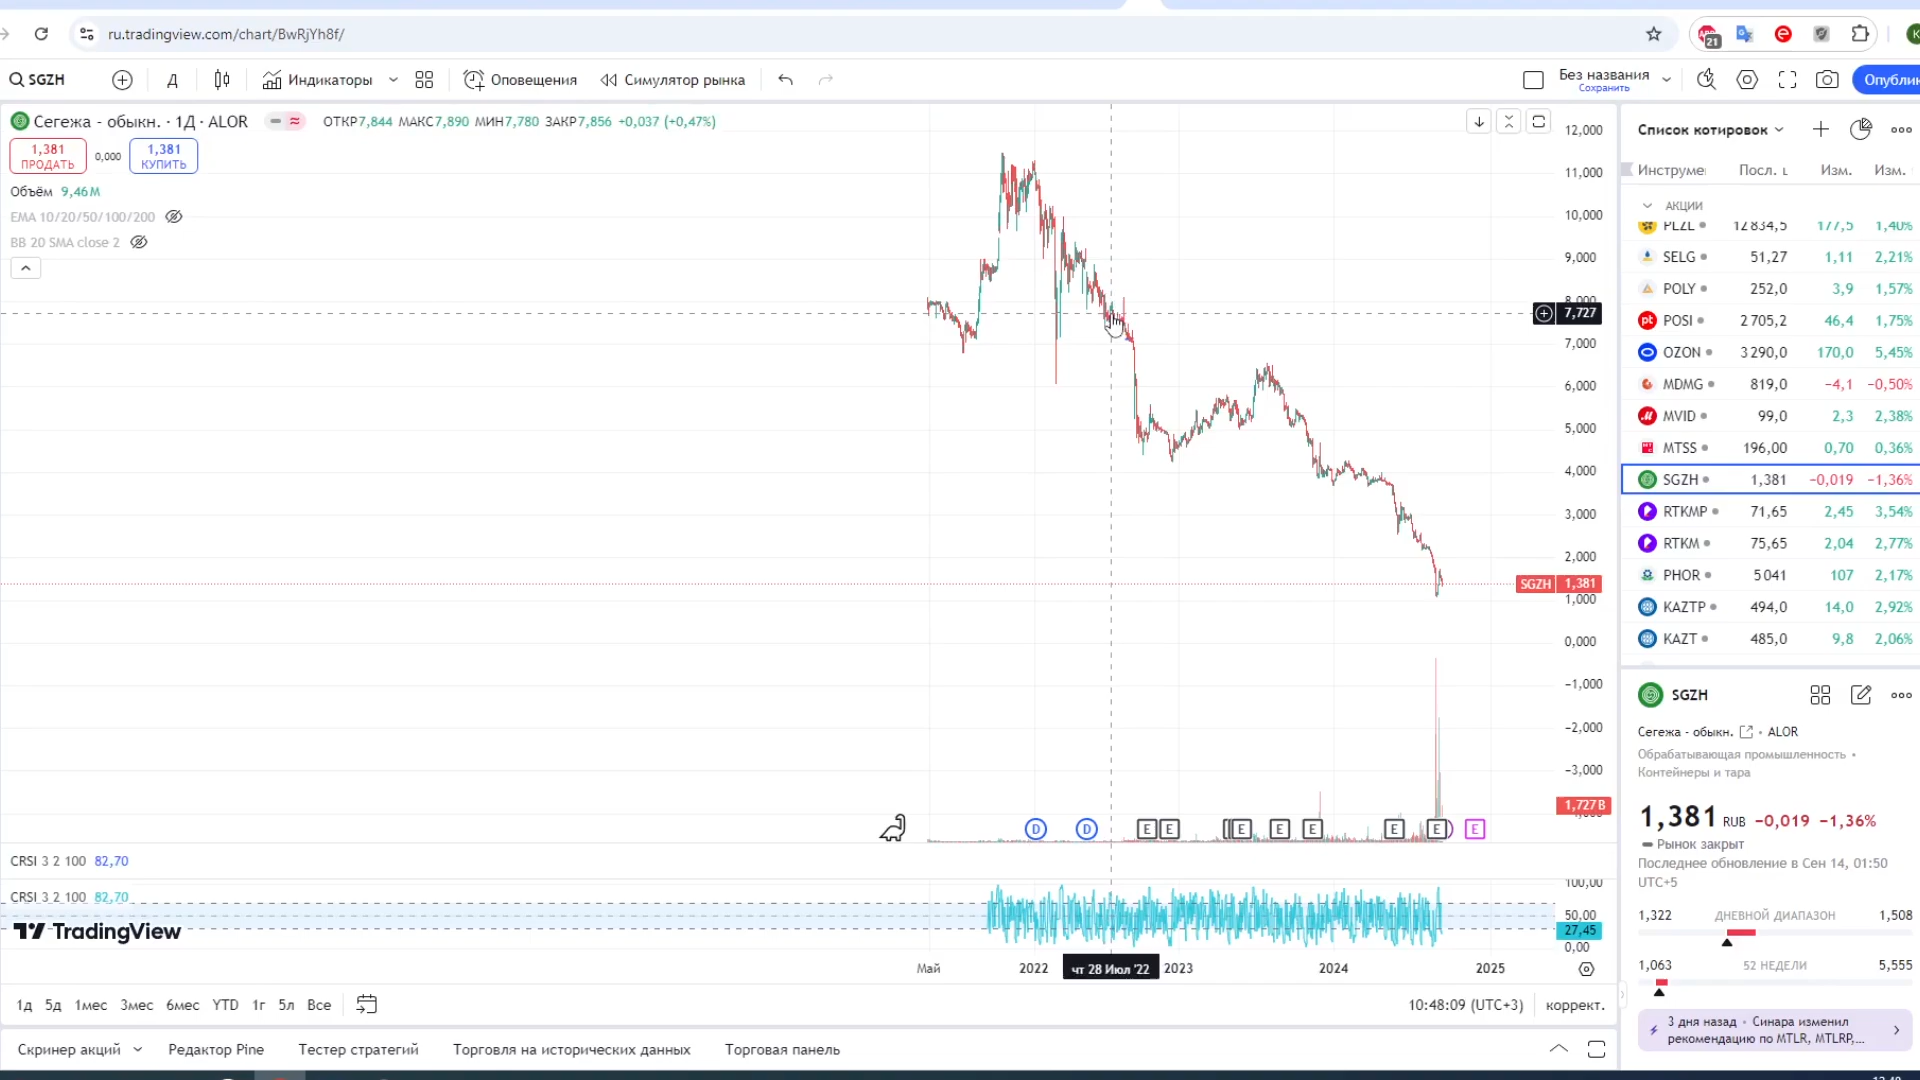 ru.tradingview.com/chart/BwRjYh8f/
21
K
SGZH
Д
Индикаторы
Оповещения
Симулятор рынка
Без названия
Сохранить
Опублик
Сегежа - обыкн. · 1Д · ALOR
ОТКР7,844 МАКС7,890 МИН7,780 ЗАКР7,856 +0,037 (+0,47%)
1,381
ПРОДАТЬ
0,000
1,381
КУПИТЬ
Объём 9,46M
EMA 10/20/50/100/200
BB 20 SMA close 2
12,000
11,000
10,000
9,000
8,000
7,727
7,000
6,000
5,000
4,000
3,000
2,000
SGZH 1,381
1,000
0,000
−1,000
−2,000
−3,000
1,727B
D D E E E E E E E E
CRSI 3 2 100 82,70
CRSI 3 2 100 82,70
100,00
50,00
27,45
0,00
TradingView
Май 2022 чт 28 Июл '22 2023 2024 2025
1д 5д 1мес 3мес 6мес YTD 1г 5л Все
10:48:09 (UTC+3) коррект.
Скринер акций Редактор Pine Тестер стратегий Торговля на исторических данных Торговая панель
Список котировок
Инструме Посл. Изм. Изм.
АКЦИИ
PLZL 12 834,5 177,5 1,40%
SELG 51,27 1,11 2,21%
POLY 252,0 3,9 1,57%
POSI 2 705,2 46,4 1,75%
OZON 3 290,0 170,0 5,45%
MDMG 819,0 −4,1 −0,50%
MVID 99,0 2,3 2,38%
MTSS 196,00 0,70 0,36%
SGZH 1,381 −0,019 −1,36%
RTKMP 71,65 2,45 3,54%
RTKM 75,65 2,04 2,77%
PHOR 5 041 107 2,17%
KAZTP 494,0 14,0 2,92%
KAZT 485,0 9,8 2,06%
SGZH
Сегежа - обыкн. · ALOR
Обрабатывающая промышленность •
Контейнеры и тара
1,381 RUB −0,019 −1,36%
Рынок закрыт
Последнее обновление в Сен 14, 01:50
UTC+5
1,322 ДНЕВНОЙ ДИАПАЗОН 1,508
1,063 52 НЕДЕЛИ 5,555
3 дня назад • Синара изменил
рекомендацию по MTLR, MTLRP,...